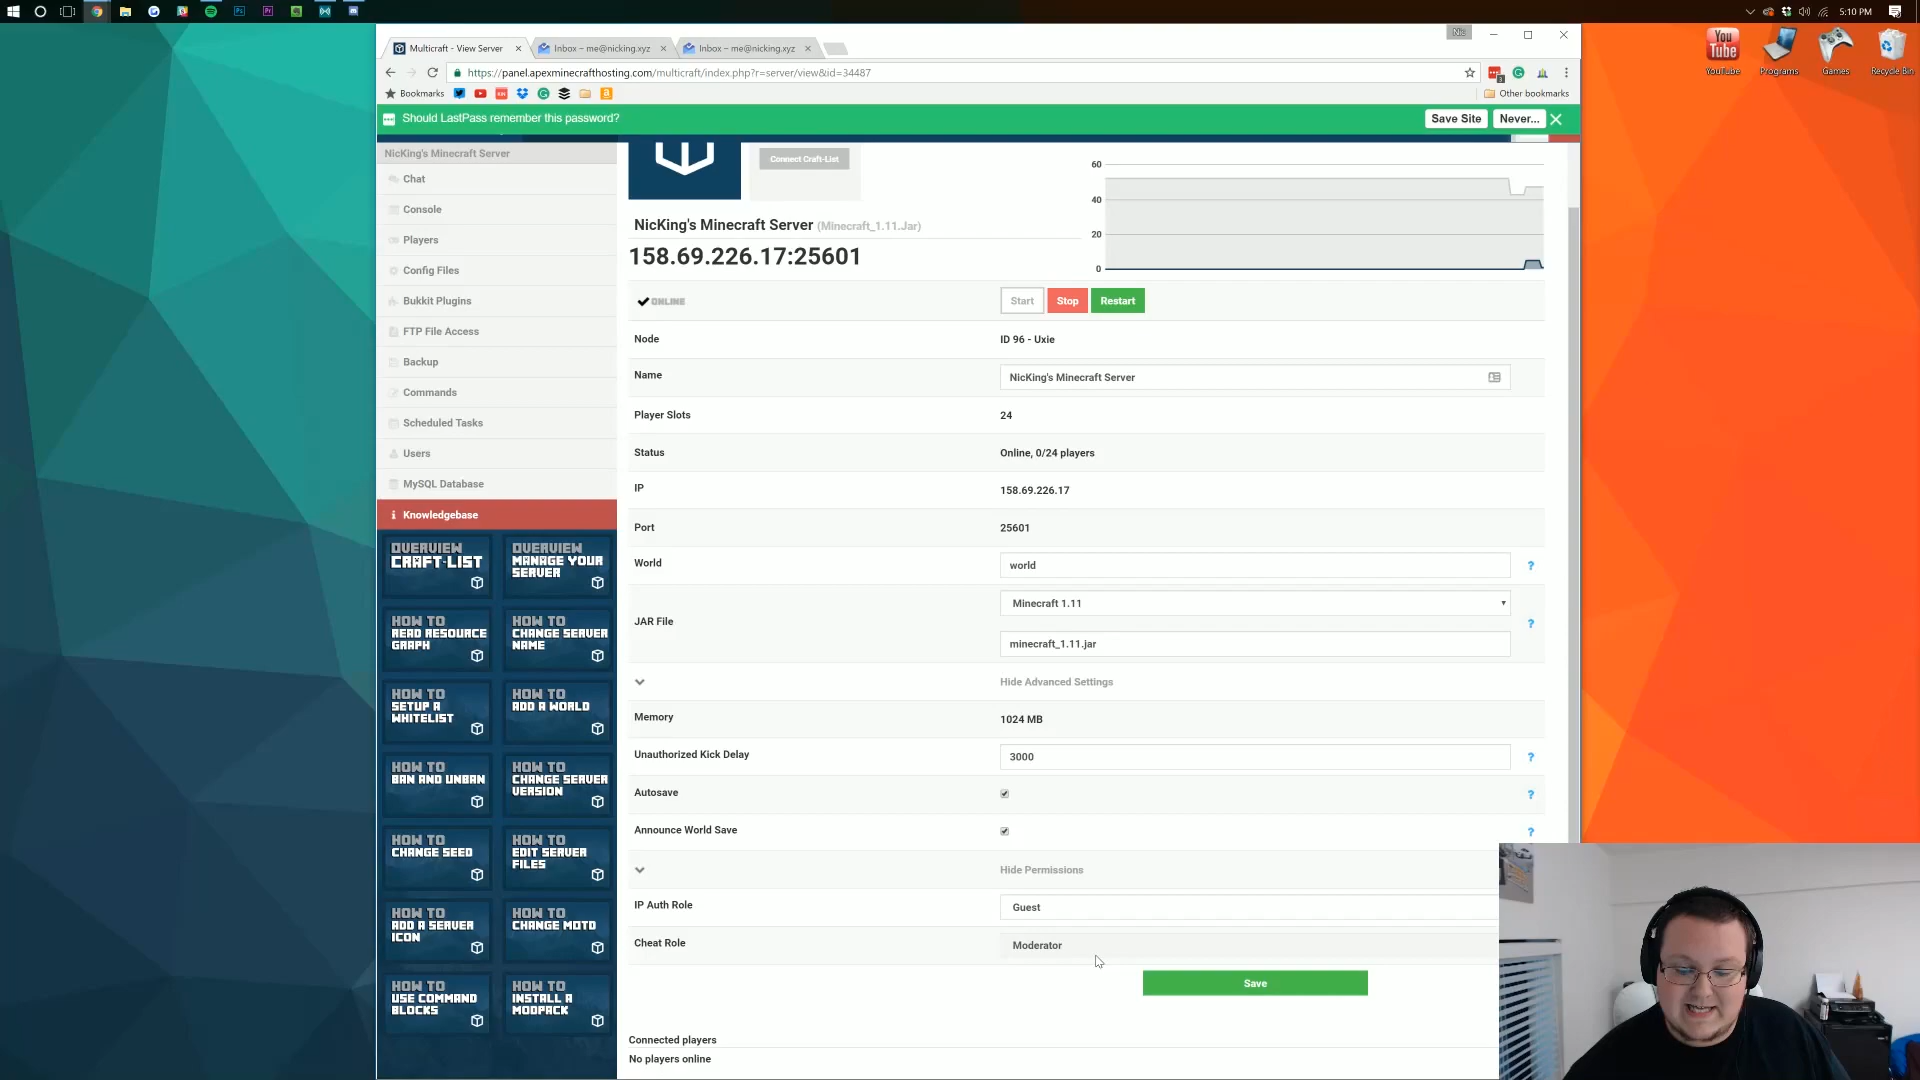 5:10 PM
Nic
Multicraft - View Server
Inbox – me@nicking.xyz
Inbox – me@nicking.xyz
https://panel.apexminecrafthosting.com/multicraft/index.php?r=server/view&id=34487
Bookmarks
Other bookmarks
You
Tube
YouTube
Programs
Games
Recycle Bin
Should LastPass remember this password?
Save Site
Never...
NicKing's Minecraft Server
Chat
Console
Players
Config Files
Bukkit Plugins
FTP File Access
Backup
Commands
Scheduled Tasks
Users
MySQL Database
Knowledgebase
OVERVIEW
CRAFT-LIST
OVERVIEW
MANAGE YOUR
SERVER
HOW TO
READ RESOURCE
GRAPH
HOW TO
CHANGE SERVER
NAME
HOW TO
SETUP A
WHITELIST
HOW TO
ADD A WORLD
HOW TO
BAN AND UNBAN
HOW TO
CHANGE SERVER
VERSION
HOW TO
CHANGE SEED
HOW TO
EDIT SERVER
FILES
HOW TO
ADD A SERVER
ICON
HOW TO
CHANGE MOTD
HOW TO
USE COMMAND
BLOCKS
HOW TO
INSTALL A
MODPACK
Connect Craft-List
60
40
20
0
NicKing's Minecraft Server (Minecraft_1.11.Jar)
158.69.226.17:25601
ONLINE
Start
Stop
Restart
Node
ID 96 - Uxie
Name
NicKing's Minecraft Server
Player Slots
24
Status
Online, 0/24 players
IP
158.69.226.17
Port
25601
World
world
?
JAR File
Minecraft 1.11
minecraft_1.11.jar
?
Hide Advanced Settings
Memory
1024 MB
Unauthorized Kick Delay
3000
?
Autosave
?
Announce World Save
?
Hide Permissions
IP Auth Role
Guest
Cheat Role
Moderator
Save
Connected players
No players online